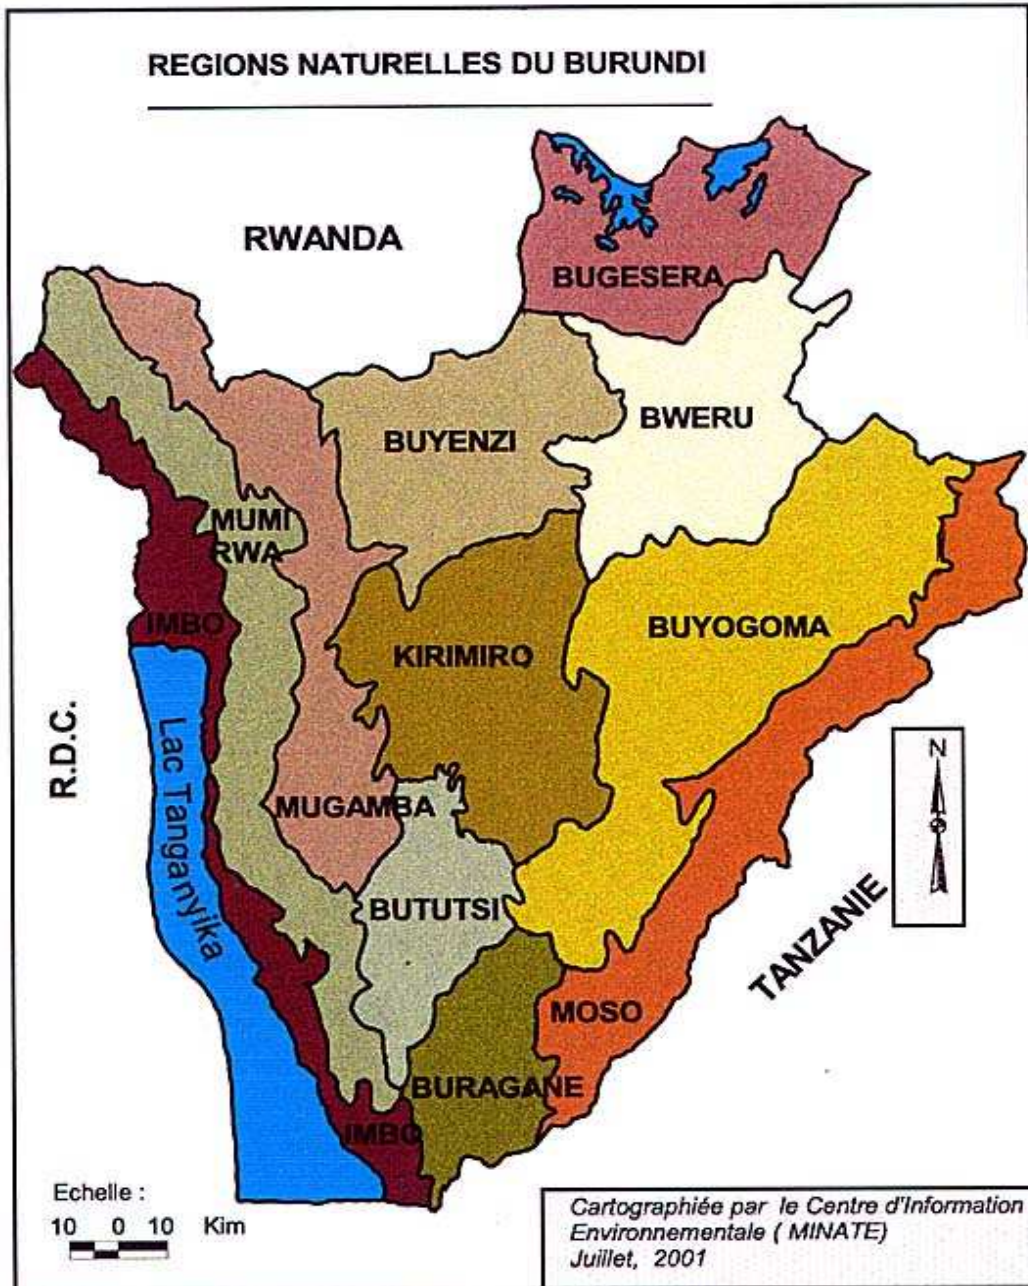 REGIONS NATURELLES DU BURUNDI
RWANDA
BUGESERA
BUYENZI
BWERU
MUMI
RWA
IMBO
KIRIMIRO
BUYOGOMA
R.D.C.
Lac Tanganyika
MUGAMBA
N
BUTUTSI
TANZANIE
MOSO
BURAGANE
IMBO
Echelle :
10 0 10 Kim
Cartographiée par le Centre d'Information
Environnementale ( MINATE)
Juillet, 2001